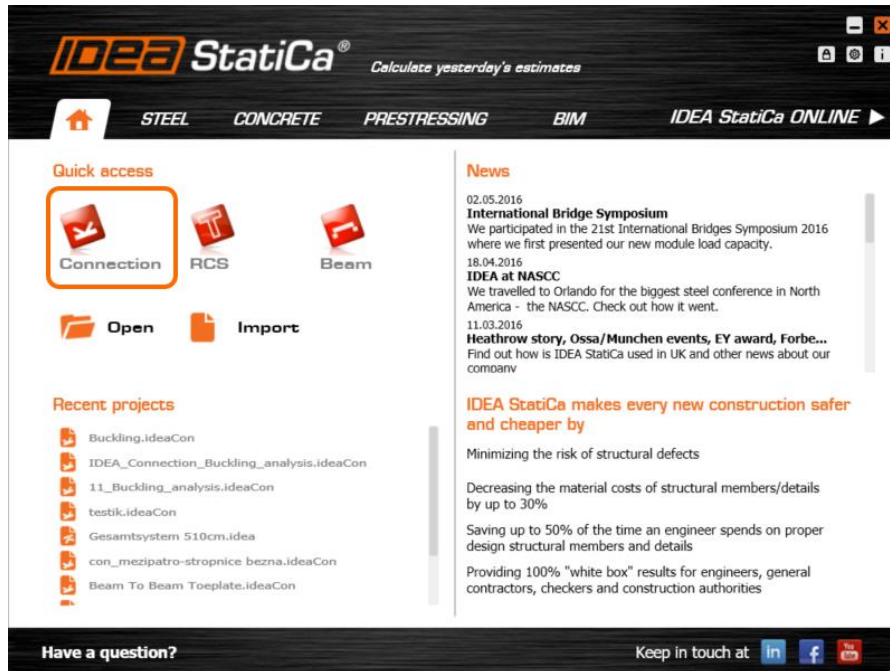 IDEA StatiCa®
Calculate yesterday's estimates
STEEL CONCRETE PRESTRESSING BIM IDEA StatiCa ONLINE
Quick access
Connection RCS Beam
Open Import
Recent projects
Buckling.ideaCon
IDEA_Connection_Buckling_analysis.ideaCon
11_Buckling_analysis.ideaCon
testik.ideaCon
Gesamtsystem 510cm.idea
con_mezipatro-stropnice bezna.ideaCon
Beam To Beam Toeplate.ideaCon
News
02.05.2016
International Bridge Symposium
We participated in the 21st International Bridges Symposium 2016
where we first presented our new module load capacity.
18.04.2016
IDEA at NASCC
We travelled to Orlando for the biggest steel conference in North
America - the NASCC. Check out how it went.
11.03.2016
Heathrow story, Ossa/Munchen events, EY award, Forbe...
Find out how is IDEA StatiCa used in UK and other news about our
company
IDEA StatiCa makes every new construction safer
and cheaper by
Minimizing the risk of structural defects
Decreasing the material costs of structural members/details
by up to 30%
Saving up to 50% of the time an engineer spends on proper
design structural members and details
Providing 100% "white box" results for engineers, general
contractors, checkers and construction authorities
Have a question?
Keep in touch at in f You Tube